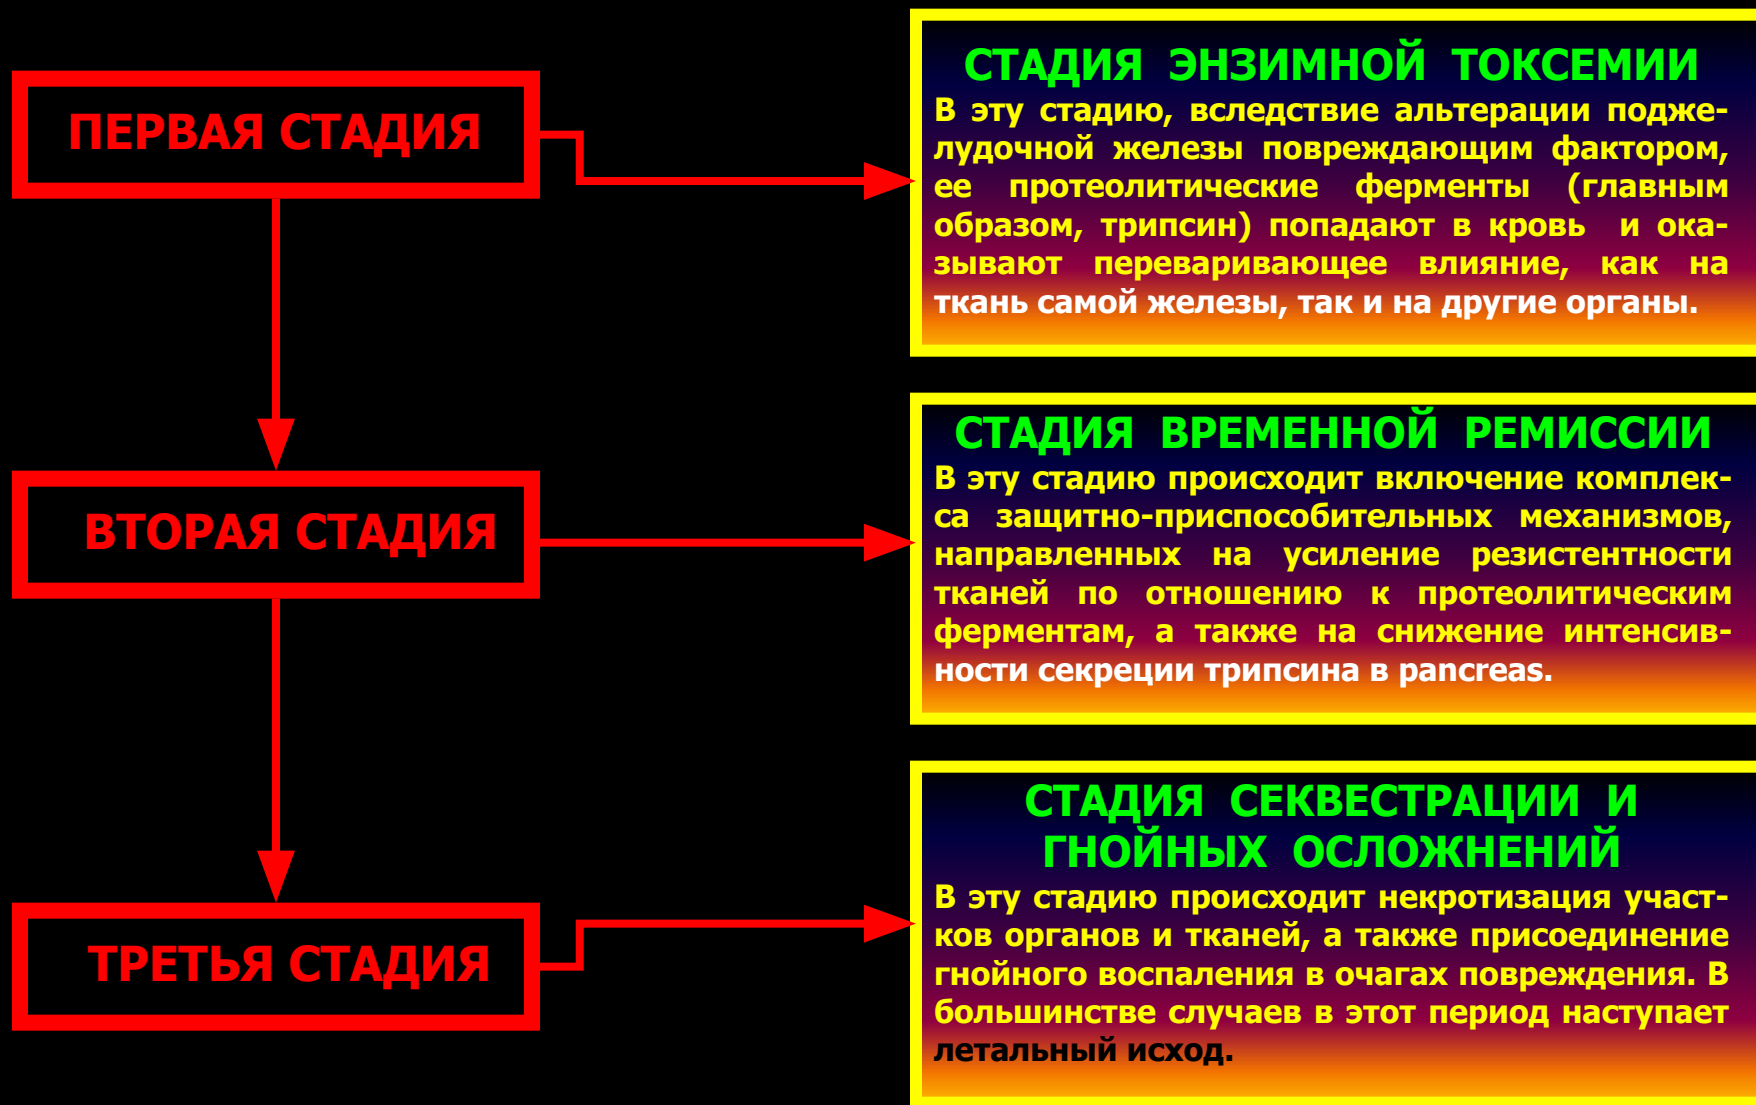 ПЕРВАЯ СТАДИЯ
СТАДИЯ ЭНЗИМНОЙ ТОКСЕМИИ
В эту стадию, вследствие альтерации подже-
лудочной железы повреждающим фактором,
ее протеолитические ферменты (главным
образом, трипсин) попадают в кровь и ока-
зывают переваривающее влияние, как на
ткань самой железы, так и на другие органы.
ВТОРАЯ СТАДИЯ
СТАДИЯ ВРЕМЕННОЙ РЕМИССИИ
В эту стадию происходит включение комплек-
са защитно-приспособительных механизмов,
направленных на усиление резистентности
тканей по отношению к протеолитическим
ферментам, а также на снижение интенсив-
ности секреции трипсина в pancreas.
ТРЕТЬЯ СТАДИЯ
СТАДИЯ СЕКВЕСТРАЦИИ И
ГНОЙНЫХ ОСЛОЖНЕНИЙ
В эту стадию происходит некротизация участ-
ков органов и тканей, а также присоединение
гнойного воспаления в очагах повреждения. В
большинстве случаев в этот период наступает
летальный исход.